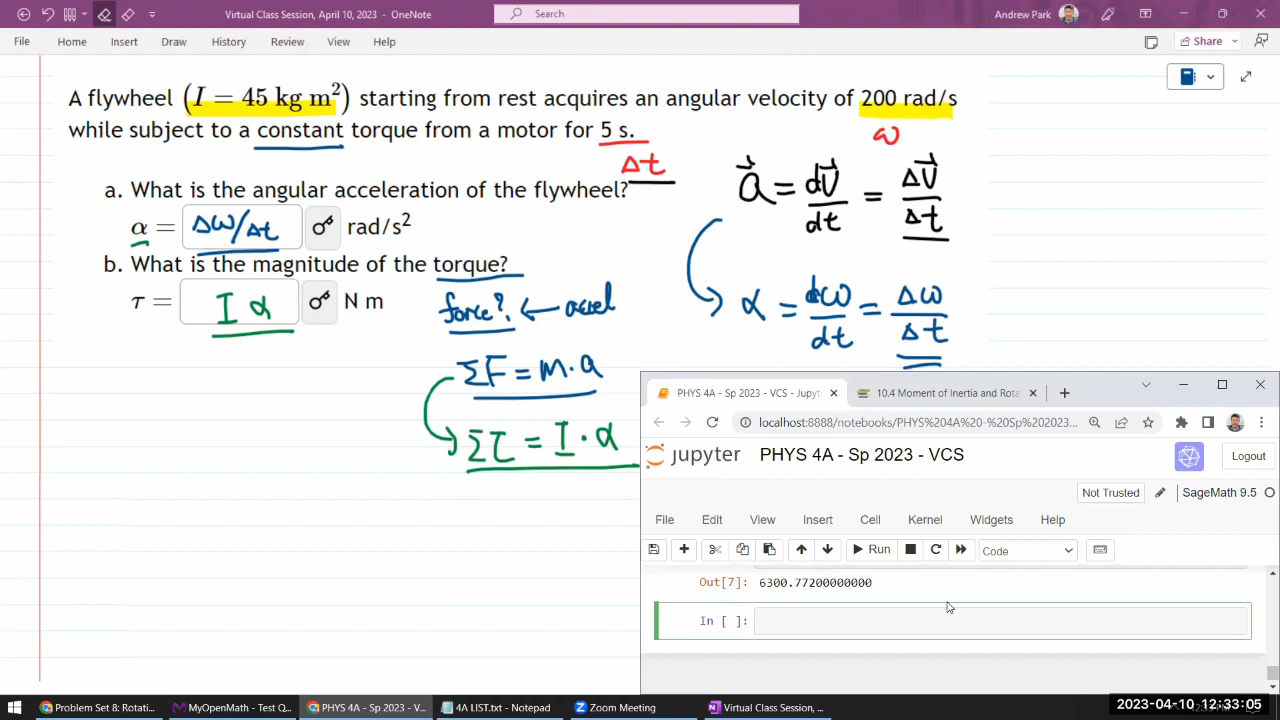 Virtual Class Session, April 10, 2023 - OneNote
Search
Andrew Park
File Home Insert Draw History Review View Help
Share
A flywheel (I = 45 kg m²) starting from rest acquires an angular velocity of 200 rad/s
ω
while subject to a constant torque from a motor for 5 s.
Δt
a. What is the angular acceleration of the flywheel?
α = Δω/Δt rad/s²
b. What is the magnitude of the torque?
τ = I α N m
force? ← accel
ΣF = m·a
Στ = I·α
a⃗ = dv⃗/dt = Δv⃗/Δt
α = dω/dt = Δω/Δt
PHYS 4A - Sp 2023 - VCS - Jupyt
10.4 Moment of Inertia and Rota
localhost:8888/notebooks/PHYS%204A%20-%20Sp%202023...
jupyter PHYS 4A - Sp 2023 - VCS
Logout
Not Trusted
SageMath 9.5
File Edit View Insert Cell Kernel Widgets Help
Run
Code
Out[7]: 6300.77200000000
In [ ]:
Problem Set 8: Rotati...
MyOpenMath - Test Q...
PHYS 4A - Sp 2023 - V...
4A LIST.txt - Notepad
Zoom Meeting
Virtual Class Session, ...
2023-04-10 12:33:05